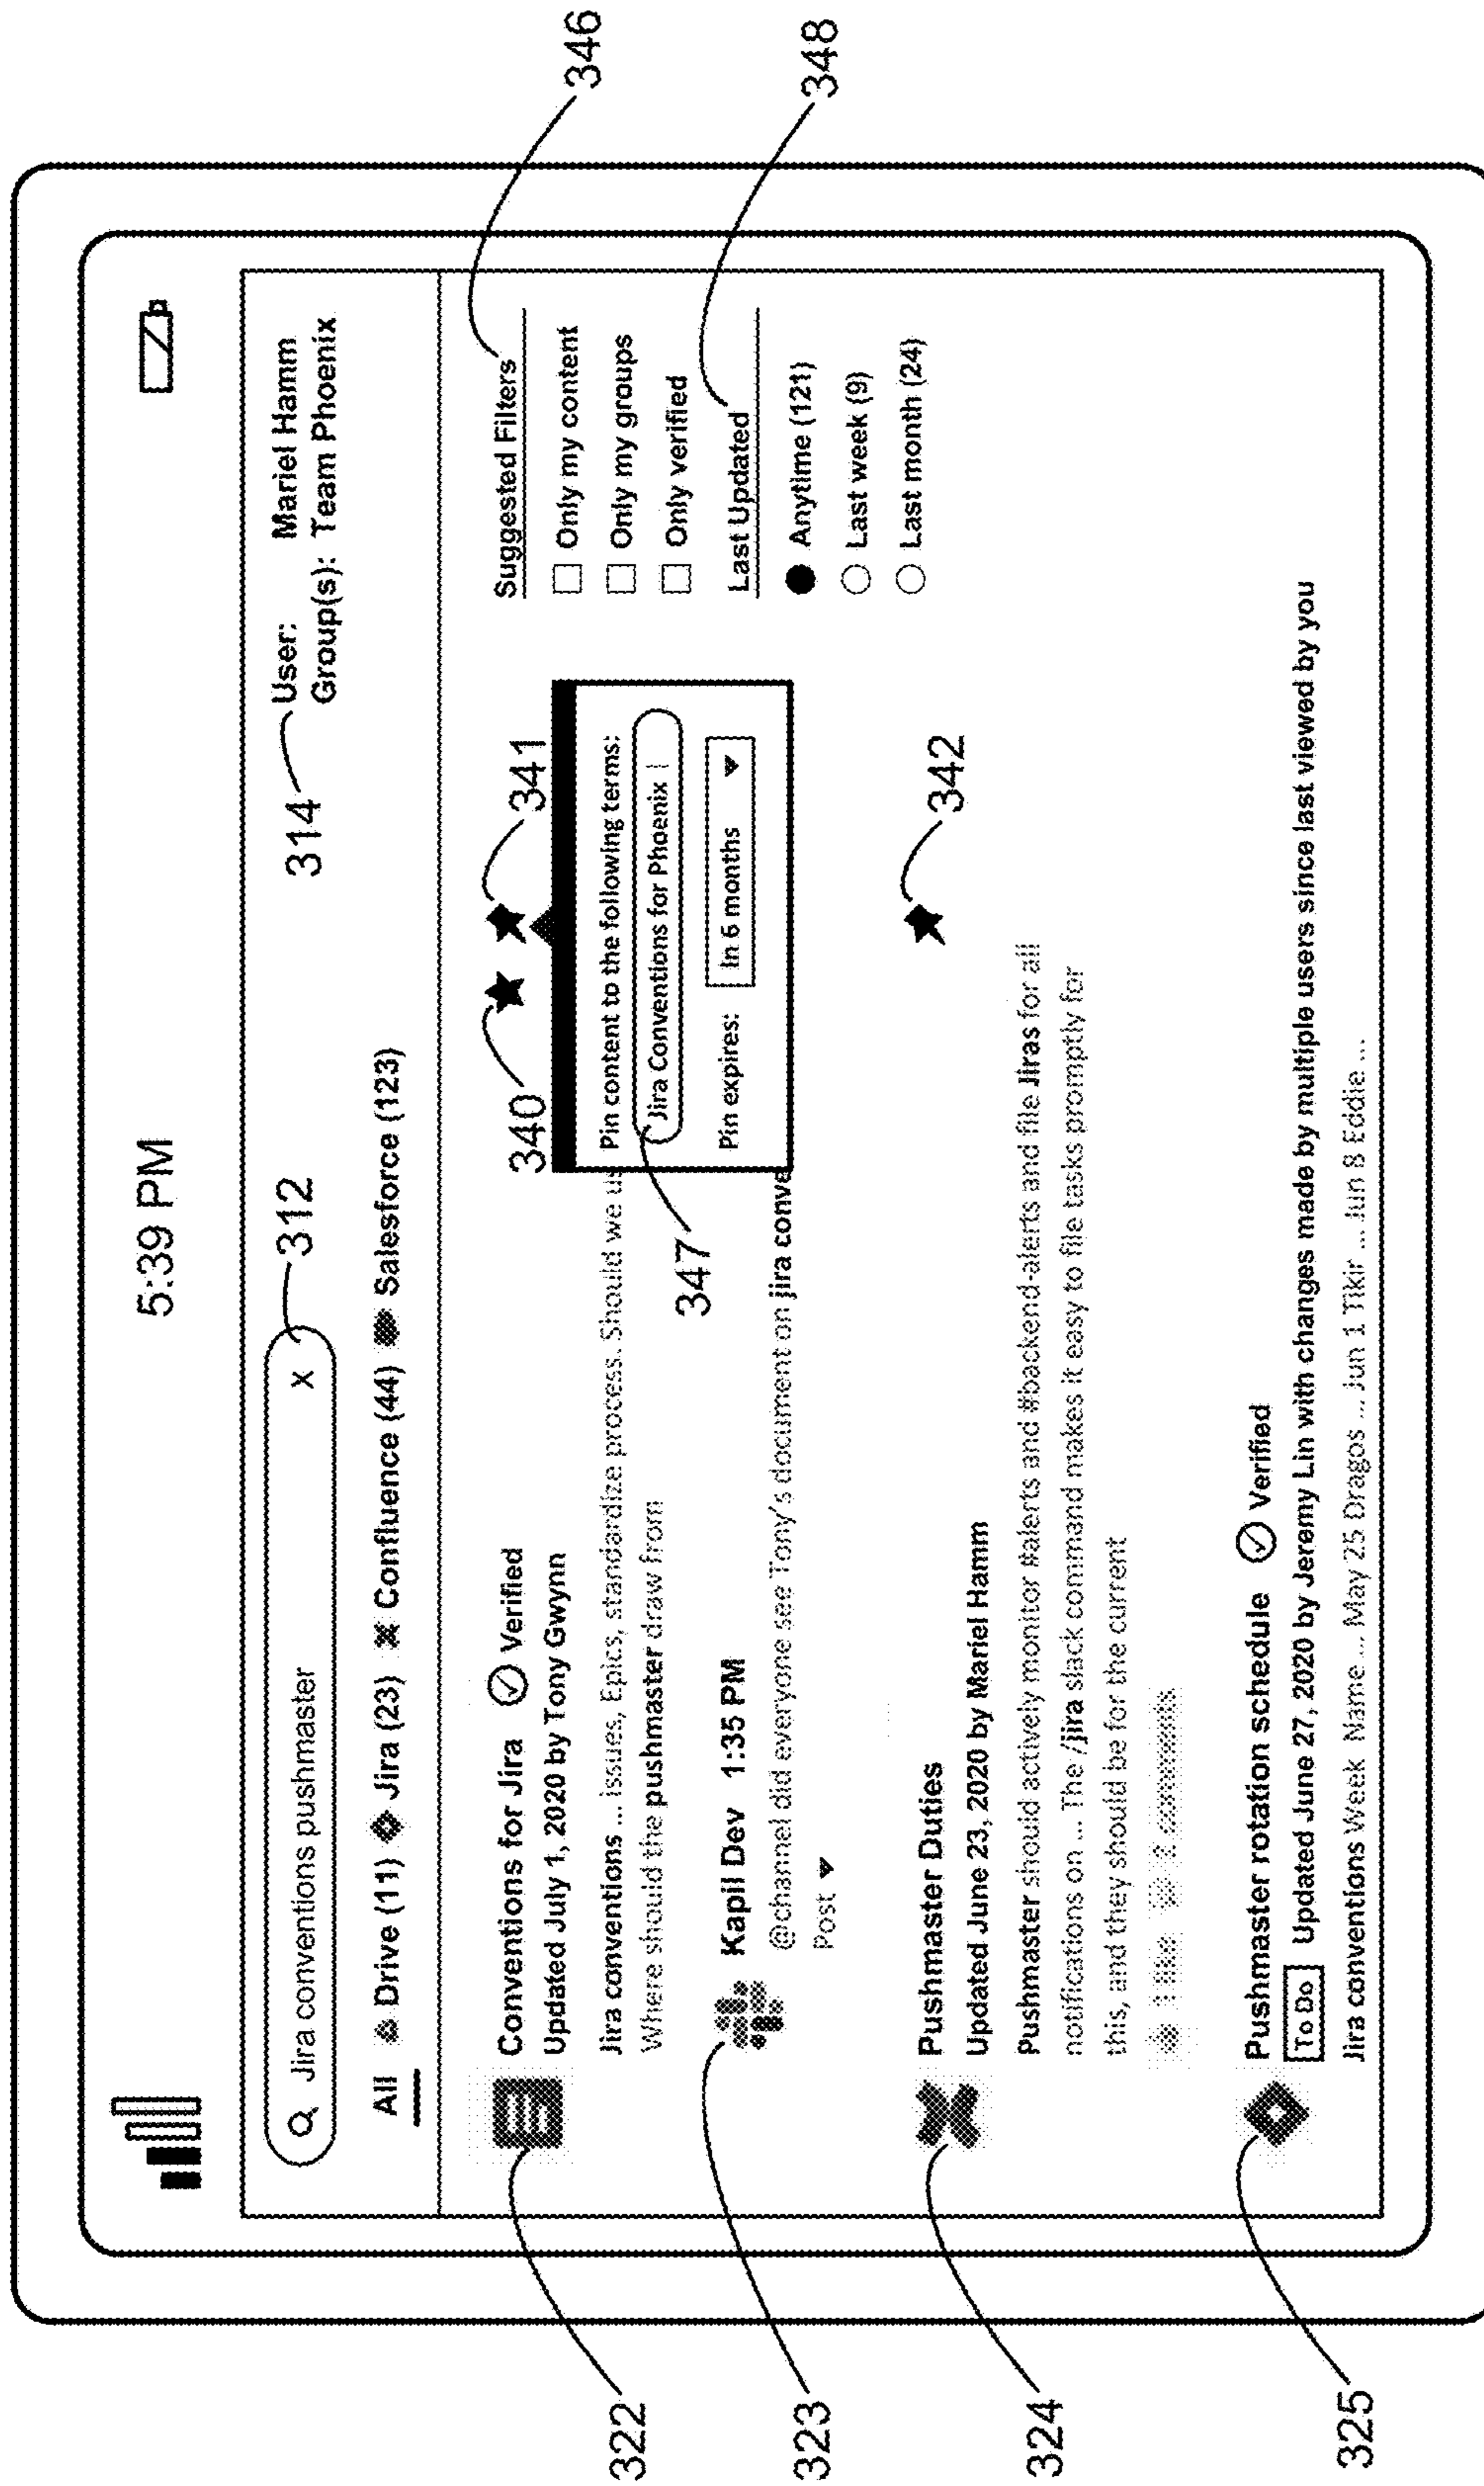 5:39 PM
Jira conventions pushmaster X
312
314
User: Mariel Hamm
Group(s): Team Phoenix
All Drive (11) Jira (23) Confluence (44) Salesforce (123)
322
Conventions for Jira Verified
Updated July 1, 2020 by Tony Gwynn
Jira conventions ... issues, Epics, standardize process. Should we us
Where should the pushmaster draw from
340
341
Pin content to the following terms:
Jira Conventions for Phoenix |
347
Pin expires: In 6 months
346
Suggested Filters
Only my content
Only my groups
Only verified
348
Last Updated
Anytime (121)
Last week (9)
Last month (24)
323
Kapil Dev 1:35 PM
@channel did everyone see Tony's document on jira conve
Post
324
342
Pushmaster Duties
Updated June 23, 2020 by Mariel Hamm
Pushmaster should actively monitor #alerts and #backend-alerts and file Jiras for all
notifications on ... The /jira slack command makes it easy to file tasks promptly for
this, and they should be for the current
1 like 2 comments
325
Pushmaster rotation schedule Verified
To Do Updated June 27, 2020 by Jeremy Lin with changes made by multiple users since last viewed by you
Jira conventions Week Name ... May 25 Dragos ... Jun 1 Tikir ... Jun 8 Eddie ...